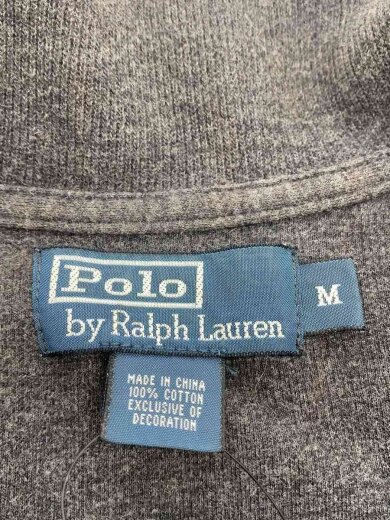 Polo
by Ralph Lauren
M
MADE IN CHINA
100% COTTON
EXCLUSIVE OF
DECORATION